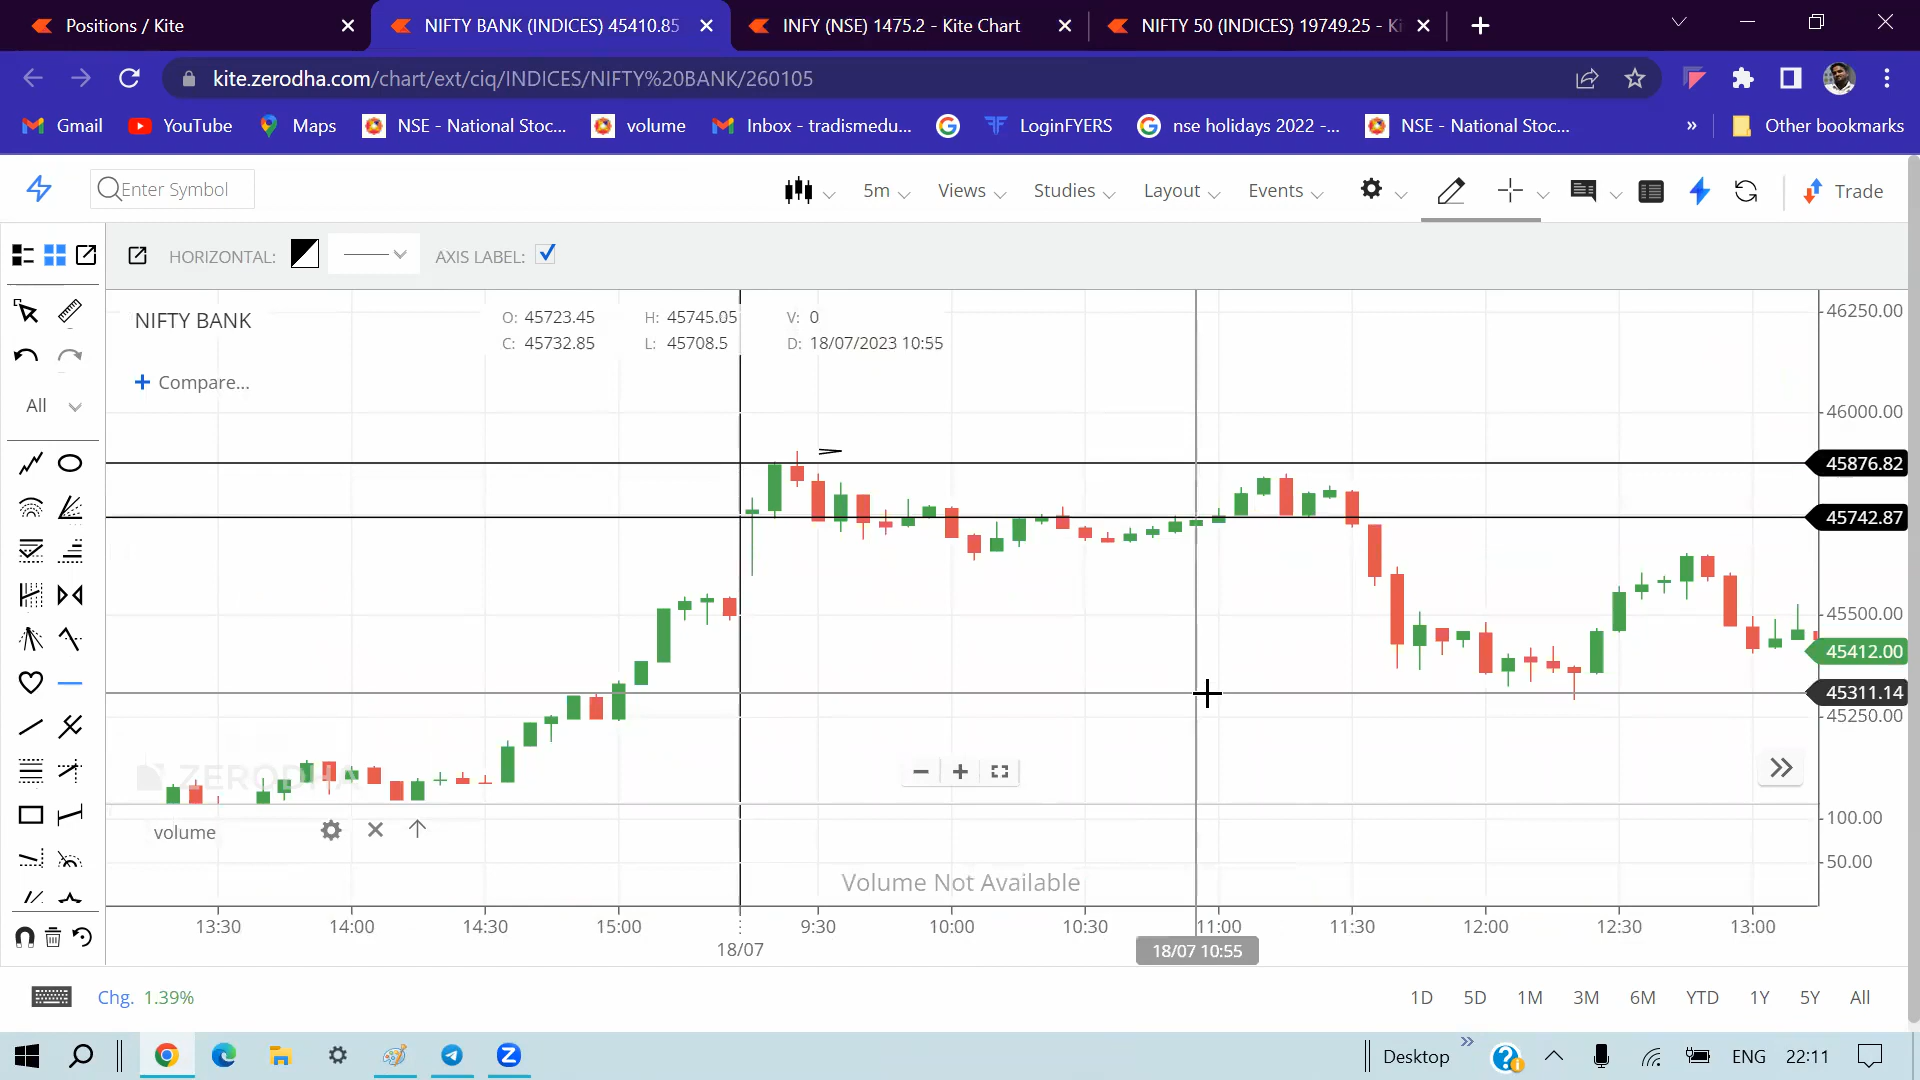 Positions / Kite
NIFTY BANK (INDICES) 45410.85
INFY (NSE) 1475.2 - Kite Chart
NIFTY 50 (INDICES) 19749.25 - Ki
kite.zerodha.com/chart/ext/ciq/INDICES/NIFTY%20BANK/260105
Gmail
YouTube
Maps
NSE - National Stoc...
volume
Inbox - tradismedu...
LoginFYERS
nse holidays 2022 -...
NSE - National Stoc...
»
Other bookmarks
Enter Symbol
5m
Views
Studies
Layout
Events
Trade
HORIZONTAL:
AXIS LABEL:
NIFTY BANK
O: 45723.45
H: 45745.05
V: 0
C: 45732.85
L: 45708.5
D: 18/07/2023 10:55
+ Compare...
All
46250.00
46000.00
45876.82
45742.87
45500.00
45412.00
45311.14
45250.00
ZERODHA
volume
100.00
50.00
Volume Not Available
13:30
14:00
14:30
15:00
9:30
10:00
10:30
11:00
11:30
12:00
12:30
13:00
18/07
18/07 10:55
Chg. 1.39%
1D
5D
1M
3M
6M
YTD
1Y
5Y
All
Desktop
»
ENG
22:11